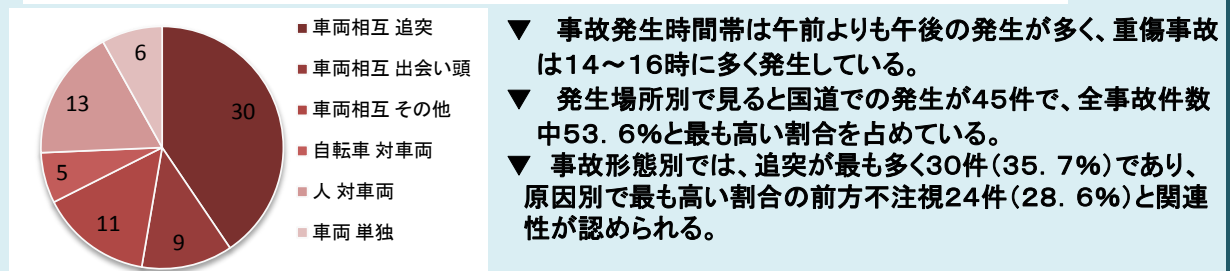 30
9
11
5
13
6
車両相互 追突
車両相互 出会い頭
車両相互 その他
自転車 対車両
人 対車両
車両 単独
▼ 事故発生時間帯は午前よりも午後の発生が多く、重傷事故
は14～16時に多く発生している。
▼ 発生場所別で見ると国道での発生が45件で、全事故件数
中53．6％と最も高い割合を占めている。
▼ 事故形態別では、追突が最も多く30件（35．7％）であり、
原因別で最も高い割合の前方不注視24件（28．6％）と関連
性が認められる。